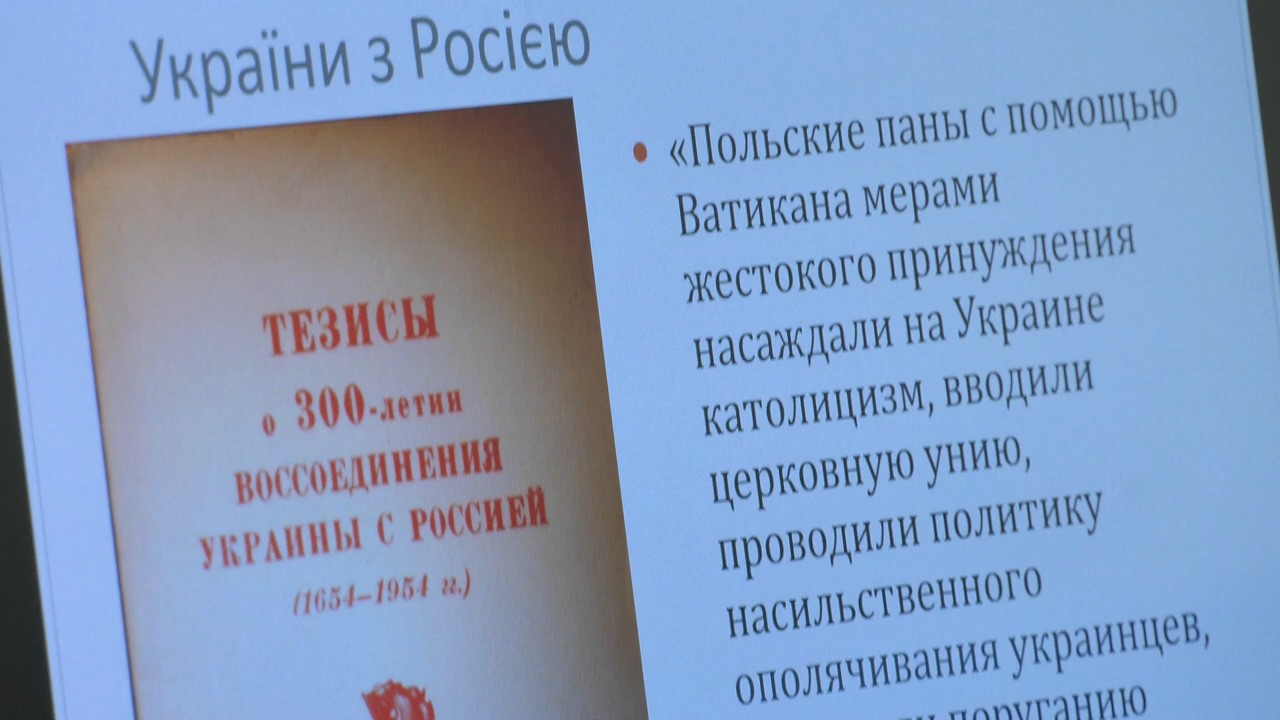 України з Росією
ТЕЗИСЫ
о 300-летии
ВОССОЕДИНЕНИЯ
УКРАИНЫ С РОССИЕЙ
(1654–1954 гг.)
• «Польские паны с помощью
Ватикана мерами
жестокого принуждения
насаждали на Украине
католицизм, вводили
церковную унию,
проводили политику
насильственного
ополячивания украинцев,
поруганию